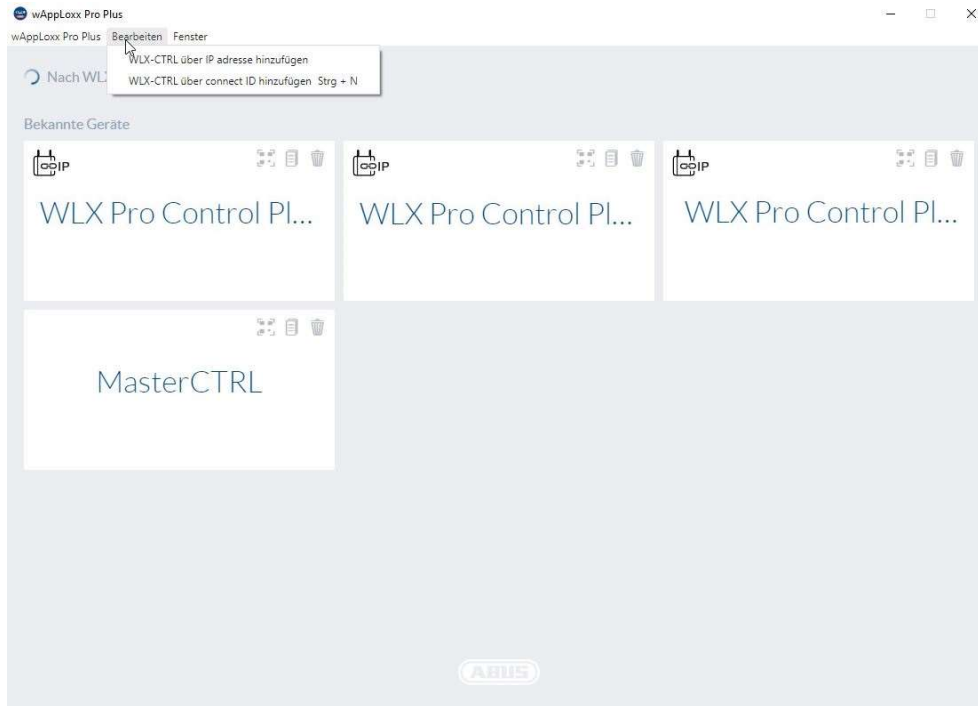 wAppLoxx Pro Plus
wAppLoxx Pro Plus Bearbeiten Fenster
WLX-CTRL über IP adresse hinzufügen
Nach WL
WLX-CTRL über connect ID hinzufügen Strg + N
Bekannte Geräte
IP IP IP
WLX Pro Control Pl... WLX Pro Control Pl... WLX Pro Control Pl...
MasterCTRL
ABUS